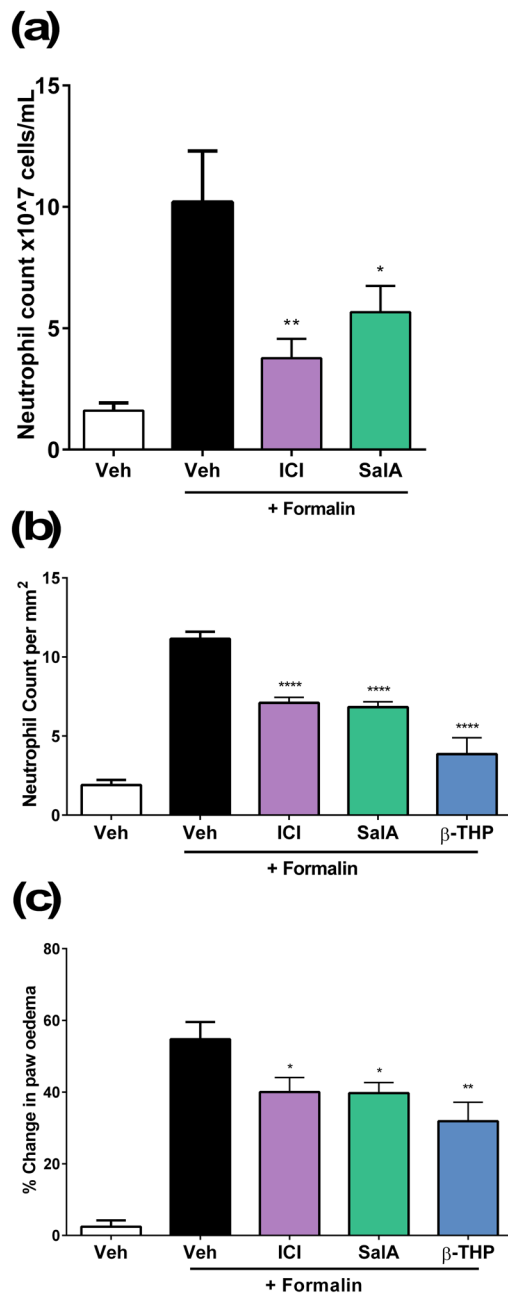 (a)
Neutrophil count x10^7 cells/mL
15
10
5
0
** *
Veh Veh ICI SalA
+ Formalin
(b)
Neutrophil Count per mm2
15
10
5
0
**** **** ****
Veh Veh ICI SalA β-THP
+ Formalin
(c)
% Change in paw oedema
80
60
40
20
0
* * **
Veh Veh ICI SalA β-THP
+ Formalin